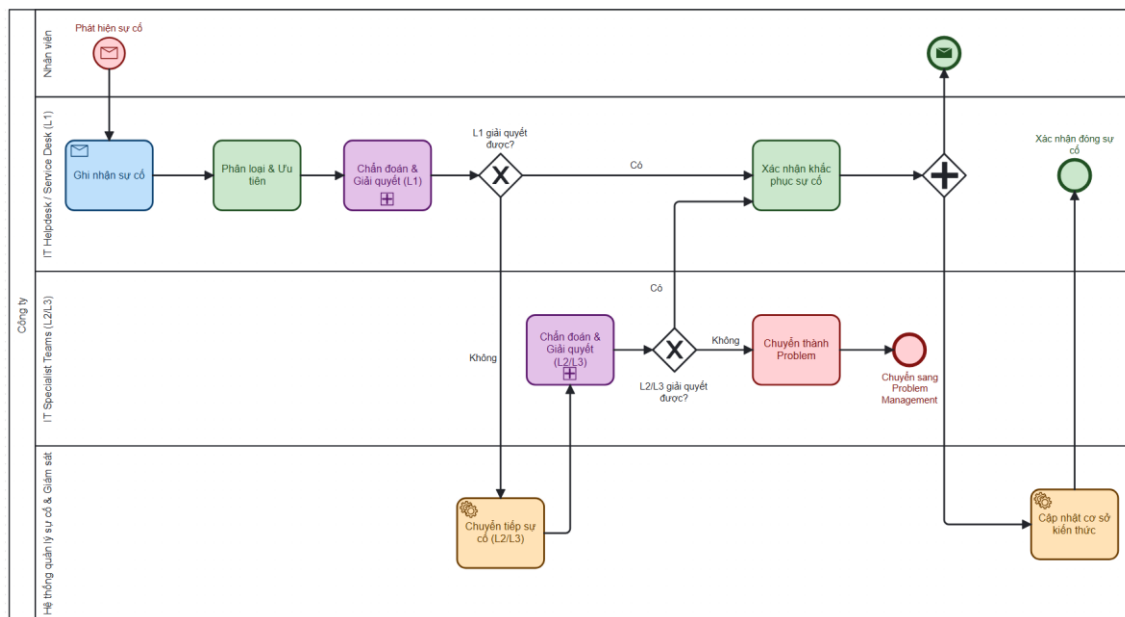 Công ty
Nhân viên
Phát hiện sự cố
IT Helpdesk / Service Desk (L1)
Ghi nhận sự cố
Phân loại & Ưu
tiên
Chẩn đoán &
Giải quyết (L1)
L1 giải quyết
được?
Có
Xác nhận khắc
phục sự cố
Xác nhận đóng sự
cố
IT Specialist Teams (L2/L3)
Không
Chẩn đoán &
Giải quyết
(L2/L3)
Có
L2/L3 giải quyết
được?
Không
Chuyển thành
Problem
Chuyển sang
Problem
Management
Hệ thống quản lý sự cố & Giám sát
Chuyển tiếp sự
cố (L2/L3)
Cập nhật cơ sở
kiến thức